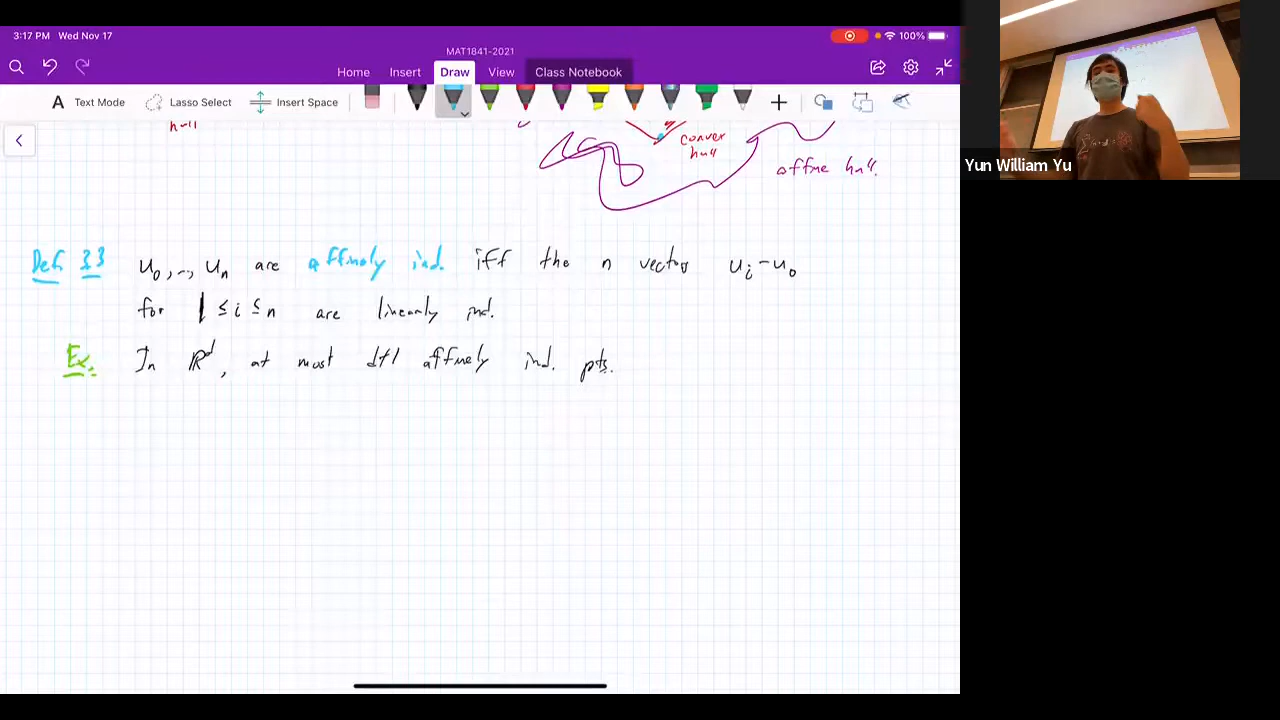 3:17 PM Wed Nov 17
100%
MAT1841-2021
Home Insert Draw View Class Notebook
Text Mode Lasso Select Insert Space
hull
convex
hull
affine hull.
Yun William Yu
Def 33 u₀, .., uₙ are affinely ind. iff the n vectors uᵢ-u₀
for 1 ≤ i ≤ n are linearly ind.
Ex: In ℝᵈ, at most d+1 affinely ind. pts.